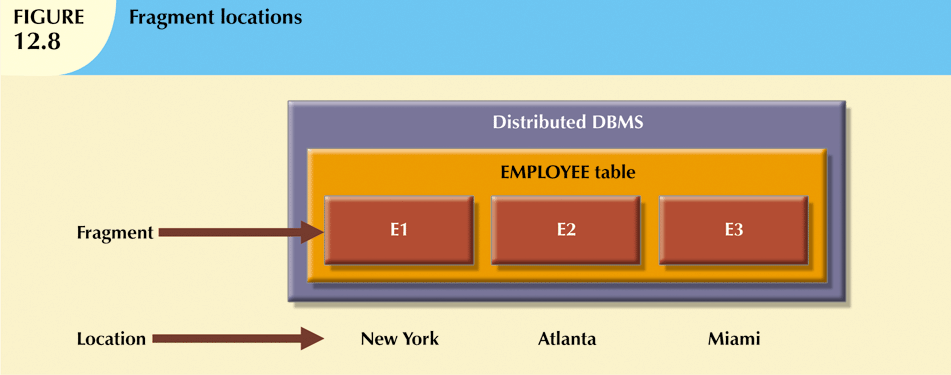 FIGURE
12.8
Fragment locations
Distributed DBMS
EMPLOYEE table
Fragment E1 E2 E3
Location New York Atlanta Miami